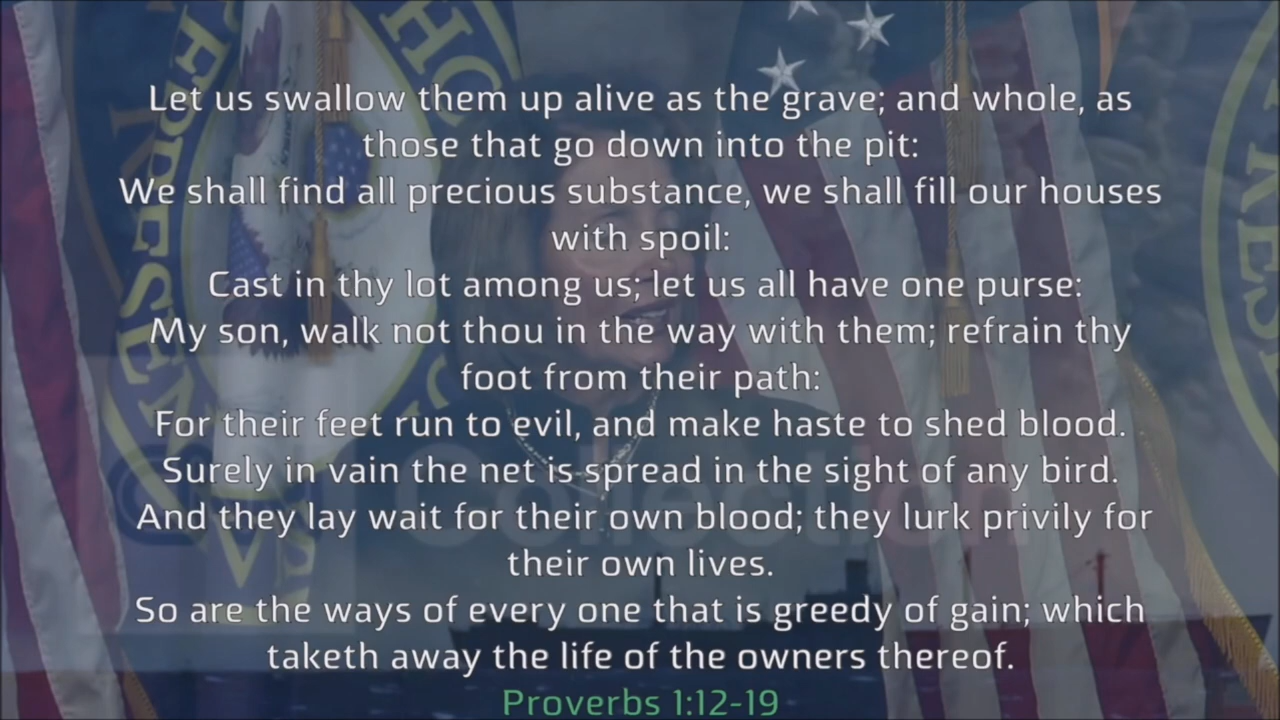 Let us swallow them up alive as the grave; and whole, as
those that go down into the pit:
We shall find all precious substance, we shall fill our houses
with spoil:
Cast in thy lot among us; let us all have one purse:
My son, walk not thou in the way with them; refrain thy
foot from their path:
For their feet run to evil, and make haste to shed blood.
Surely in vain the net is spread in the sight of any bird.
And they lay wait for their own blood; they lurk privily for
their own lives.
So are the ways of every one that is greedy of gain; which
taketh away the life of the owners thereof.
Proverbs 1:12-19